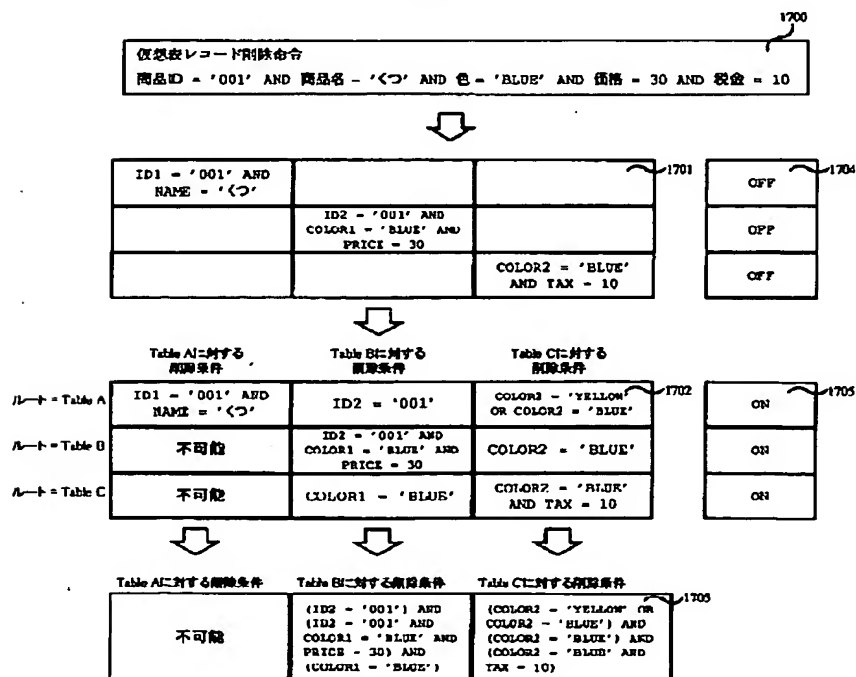 1700
仮想表レコード削除命令
商品ID = '001' AND 商品名 = 'くつ' AND 色 = 'BLUE' AND 価格 = 30 AND 税金 = 10
ID1 = '001' AND
NAME = 'くつ'
1701
OFF
1704
ID2 = '001' AND
COLOR1 = 'BLUE' AND
PRICE = 30
OFF
COLOR2 = 'BLUE'
AND TAX = 10
OFF
Table Aに対する
削除条件
Table Bに対する
削除条件
Table Cに対する
削除条件
ルート = Table A
ID1 = '001' AND
NAME = 'くつ'
ID2 = '001'
COLOR2 = 'YELLOW'
OR COLOR2 = 'BLUE'
1702
ON
1705
ルート = Table B
不可能
ID2 = '001' AND
COLOR1 = 'BLUE' AND
PRICE = 30
COLOR2 = 'BLUE'
ON
ルート = Table C
不可能
COLOR1 = 'BLUE'
COLOR2 = 'BLUE'
AND TAX = 10
ON
Table Aに対する削除条件
Table Bに対する削除条件
Table Cに対する削除条件
不可能
(ID2 = '001') AND
(ID2 = '001' AND
COLOR1 = 'BLUE' AND
PRICE = 30) AND
(COLOR1 = 'BLUE')
(COLOR2 = 'YELLOW' OR
COLOR2 = 'BLUE') AND
(COLOR2 = 'BLUE') AND
(COLOR2 = 'BLUE' AND
TAX = 10)